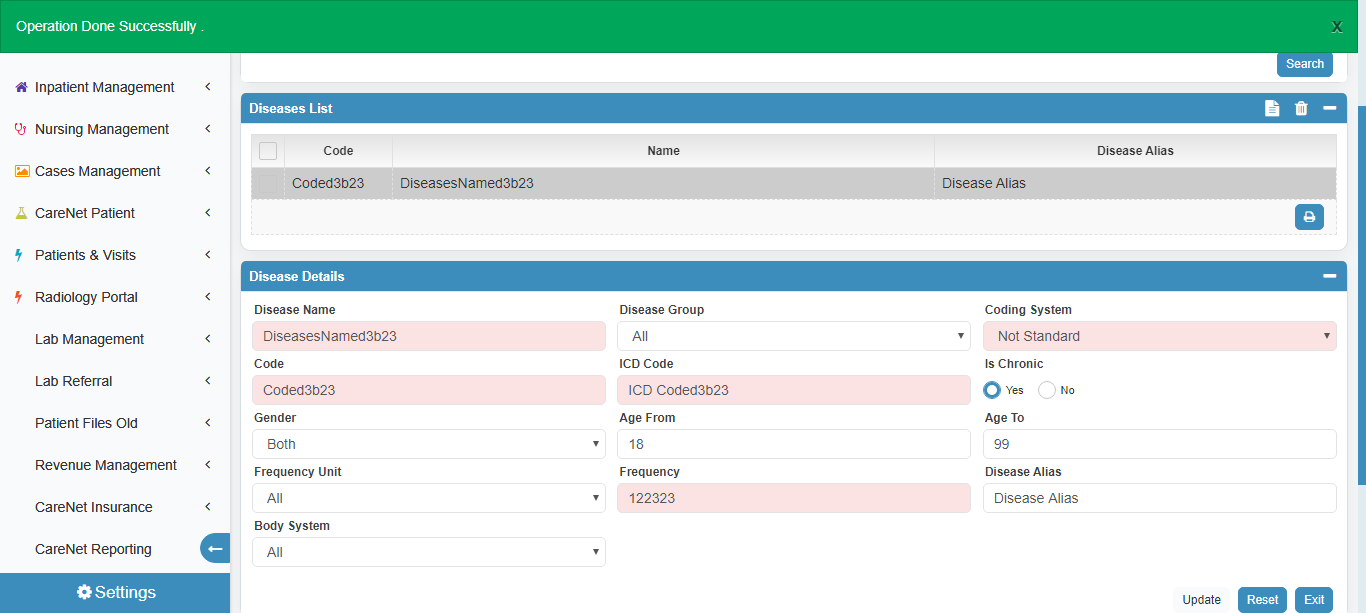 Operation Done Successfully .
X
Inpatient Management
Nursing Management
Cases Management
CareNet Patient
Patients & Visits
Radiology Portal
Lab Management
Lab Referral
Patient Files Old
Revenue Management
CareNet Insurance
CareNet Reporting
Settings
Search
Diseases List
Code Name Disease Alias
Coded3b23 DiseasesNamed3b23 Disease Alias
Disease Details
Disease Name Disease Group Coding System
DiseasesNamed3b23 All Not Standard
Code ICD Code Is Chronic
Coded3b23 ICD Coded3b23 Yes No
Gender Age From Age To
Both 18 99
Frequency Unit Frequency Disease Alias
All 122323 Disease Alias
Body System
All
Update Reset Exit